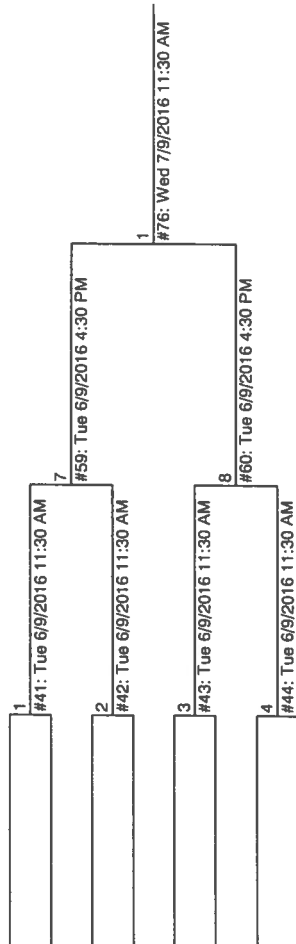 1
#41: Tue 6/9/2016 11:30 AM
2
#42: Tue 6/9/2016 11:30 AM
3
#43: Tue 6/9/2016 11:30 AM
4
#44: Tue 6/9/2016 11:30 AM
7
#59: Tue 6/9/2016 4:30 PM
8
#60: Tue 6/9/2016 4:30 PM
1
#76: Wed 7/9/2016 11:30 AM